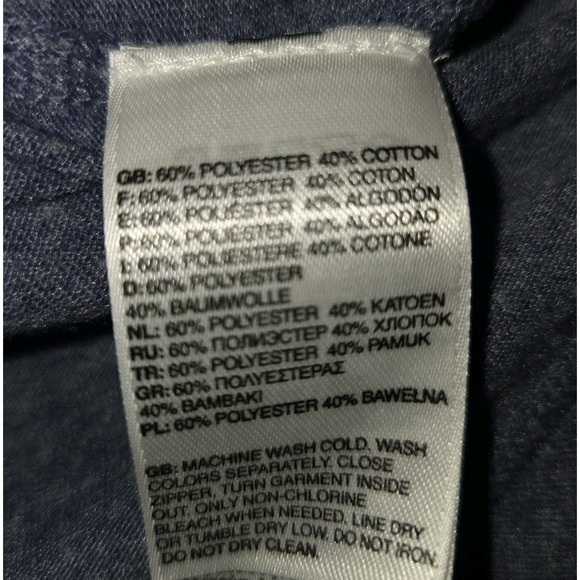 GB: 60% POLYESTER 40% COTTON
F: 60% POLYESTER 40% COTON
E: 60% POLIÉSTER 40% ALGODÓN
P: 60% POLIÉSTER 40% ALGODÃO
I: 60% POLIESTERE 40% COTONE
D: 60% POLYESTER
40% BAUMWOLLE
NL: 60% POLYESTER 40% KATOEN
RU: 60% ПОЛИЭСТЕР 40% ХЛОПОК
TR: 60% POLYESTER 40% PAMUK
GR: 60% ΠΟΛΥΕΣΤΕΡΑΣ
40% ΒΑΜΒΑΚΙ
PL: 60% POLYESTER 40% BAWEŁNA
GB: MACHINE WASH COLD. WASH
COLORS SEPARATELY. CLOSE
ZIPPER, TURN GARMENT INSIDE
OUT, ONLY NON-CHLORINE
BLEACH WHEN NEEDED. LINE DRY
OR TUMBLE DRY LOW. DO NOT IRON.
DO NOT DRY CLEAN.